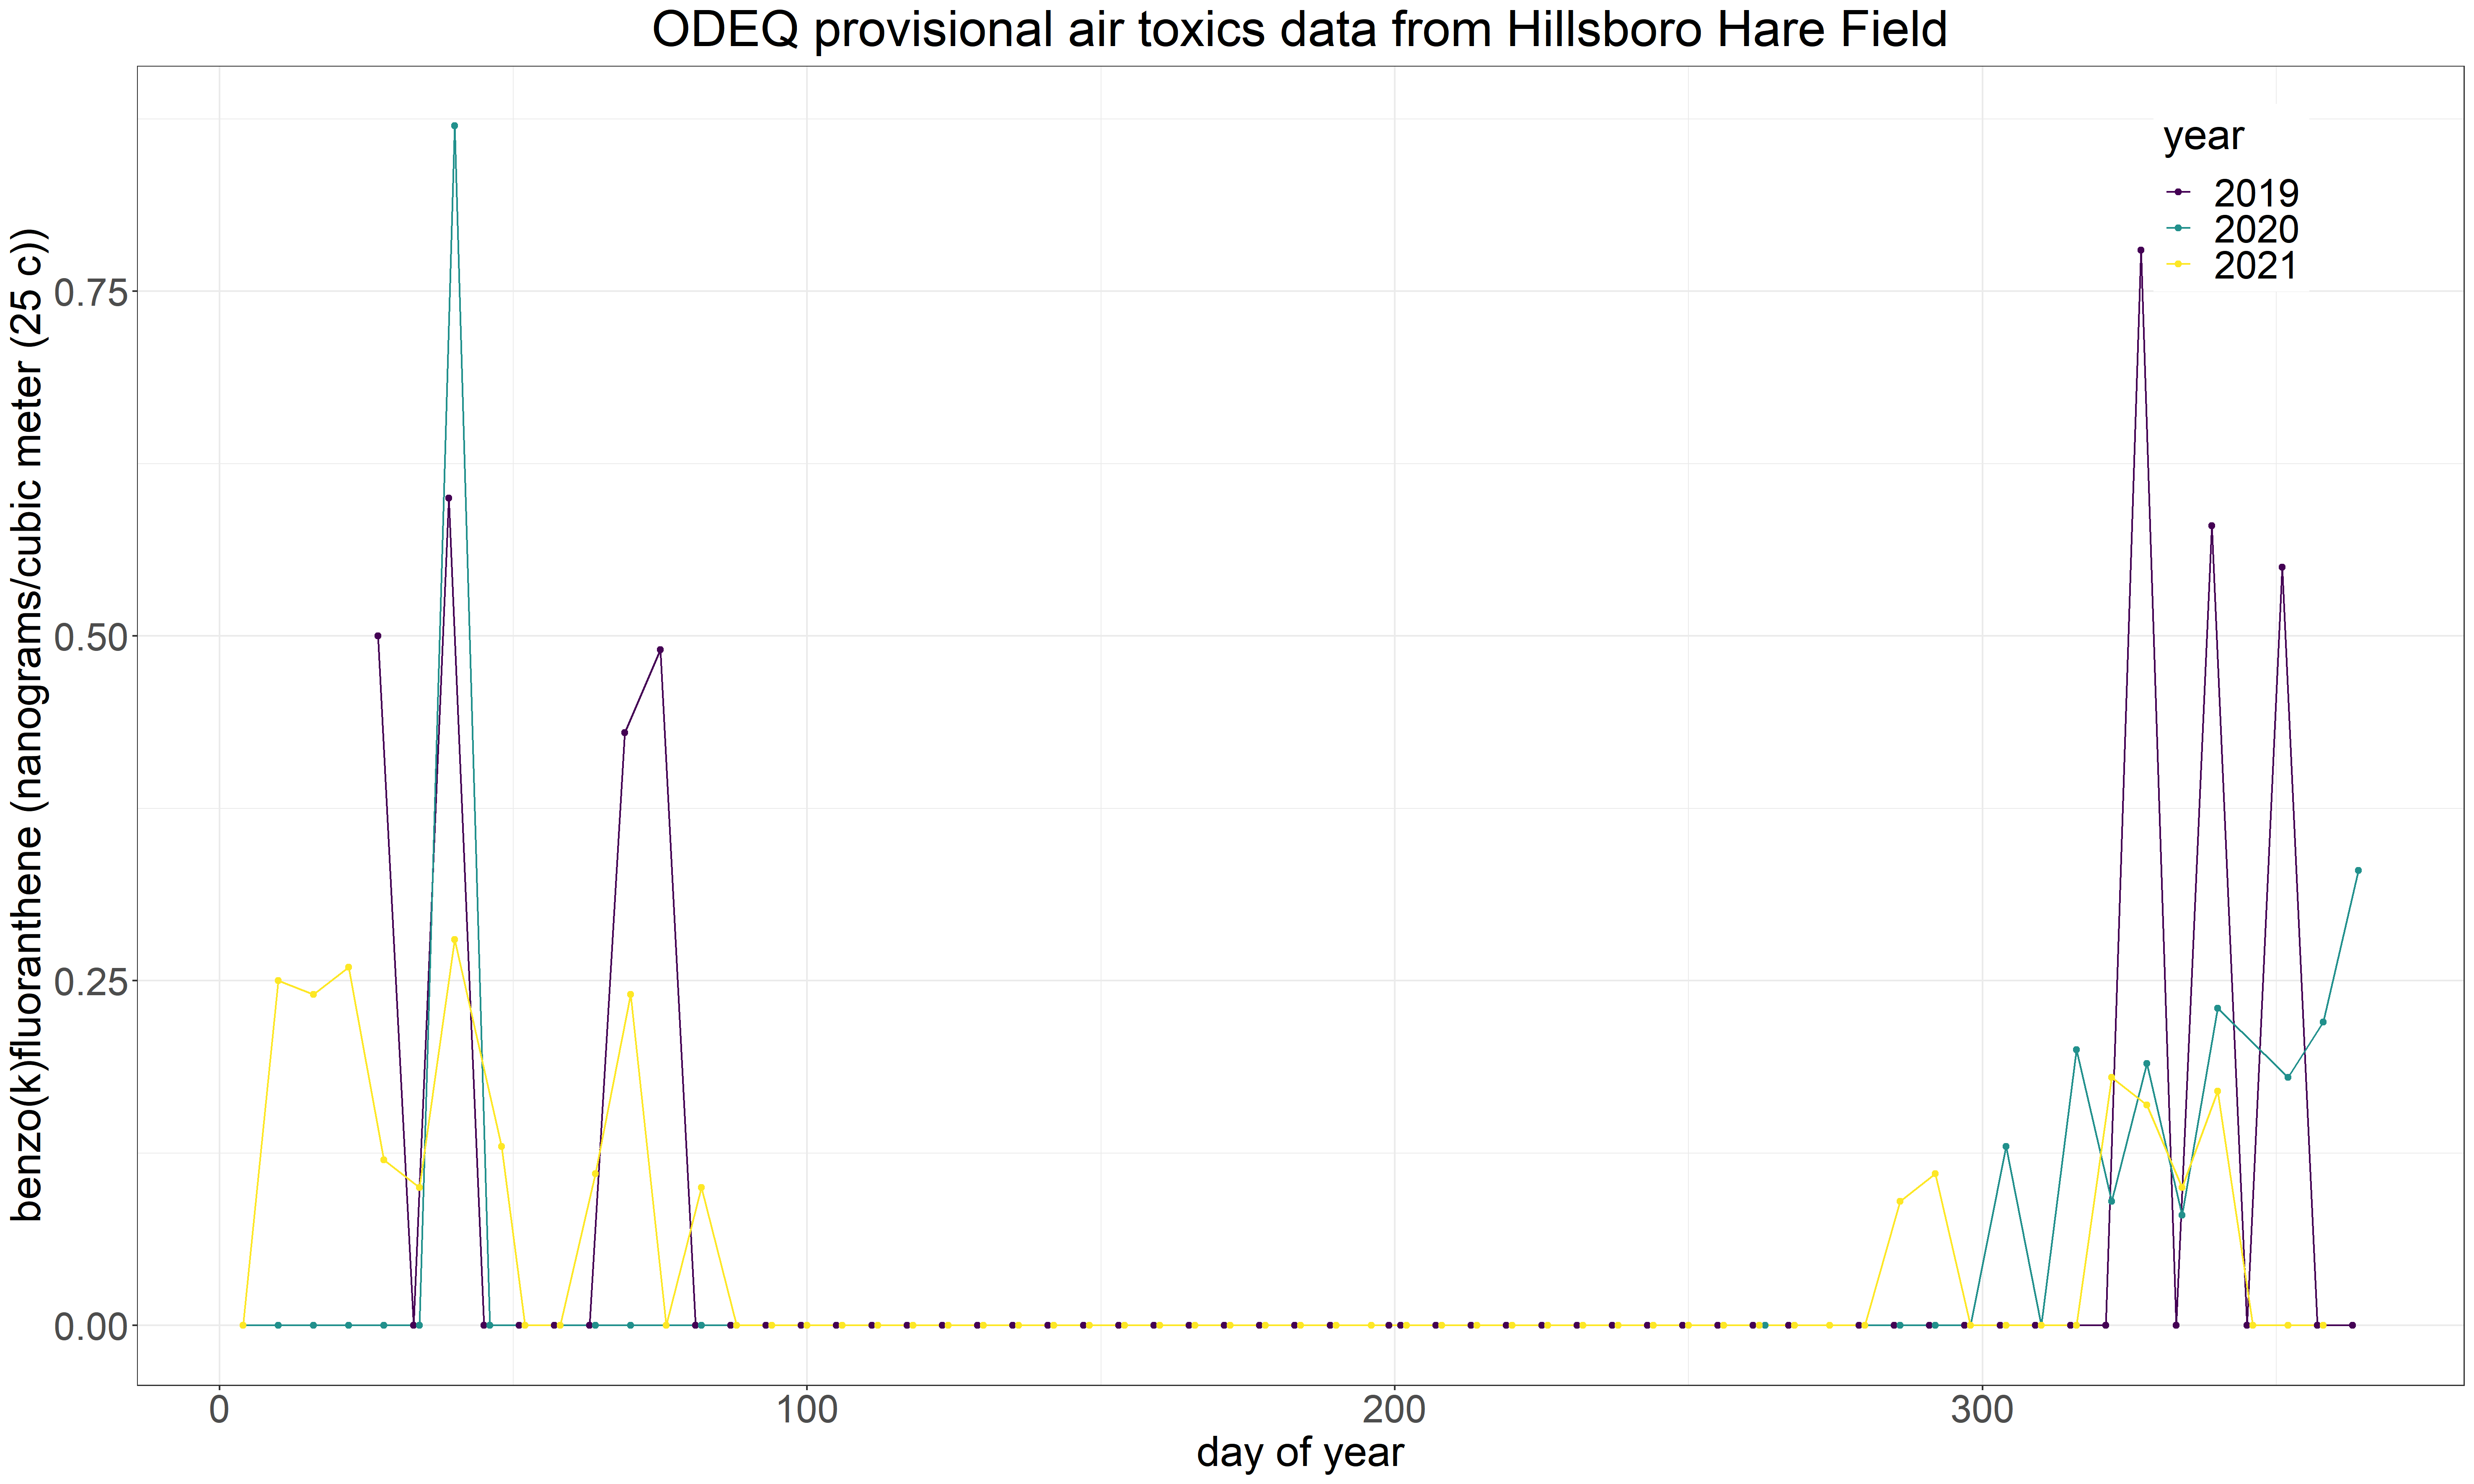 ODEQ provisional air toxics data from Hillsboro Hare Field
benzo(k)fluoranthene (nanograms/cubic meter (25 c))
0.75
0.50
0.25
0.00
year
2019
2020
2021
0
100
200
300
day of year